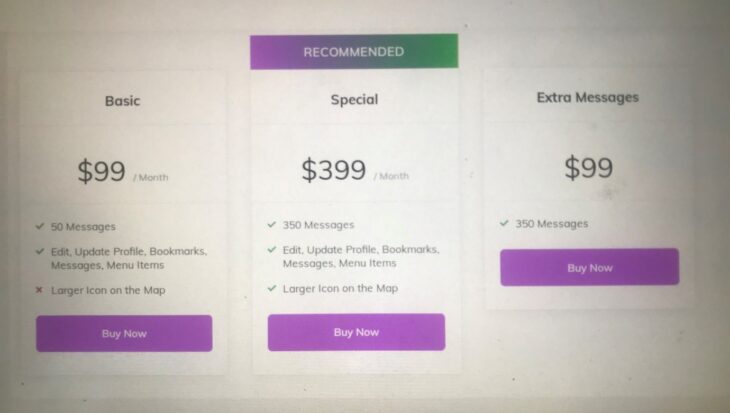 RECOMMENDED
Basic
$99 / Month
50 Messages
Edit, Update Profile, Bookmarks,
Messages, Menu Items
Larger Icon on the Map
Buy Now
Special
$399 / Month
350 Messages
Edit, Update Profile, Bookmarks,
Messages, Menu Items
Larger Icon on the Map
Buy Now
Extra Messages
$99
350 Messages
Buy Now